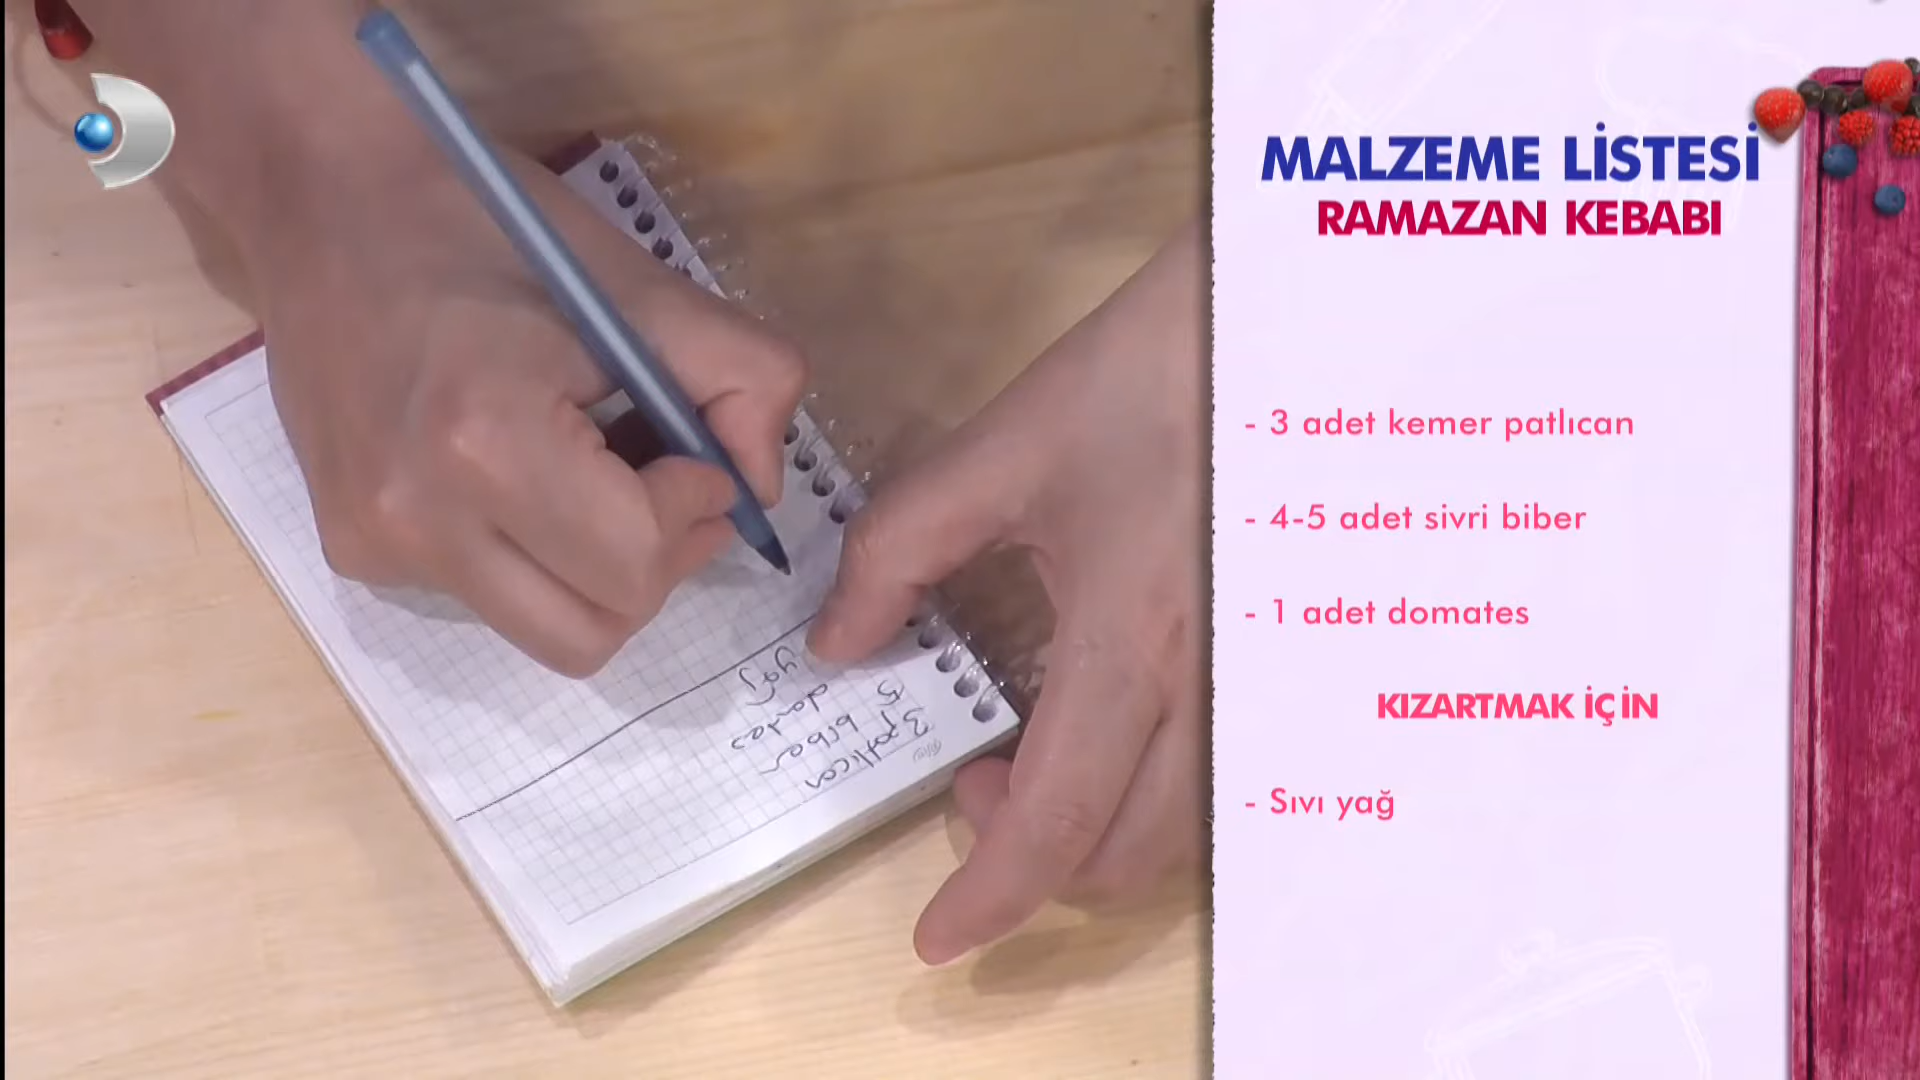 MALZEME LİSTESİ
RAMAZAN KEBABI
- 3 adet kemer patlıcan
- 4-5 adet sivri biber
- 1 adet domates
KIZARTMAK İÇİN
- Sıvı yağ
3 patlıcan
5 biber
yağ